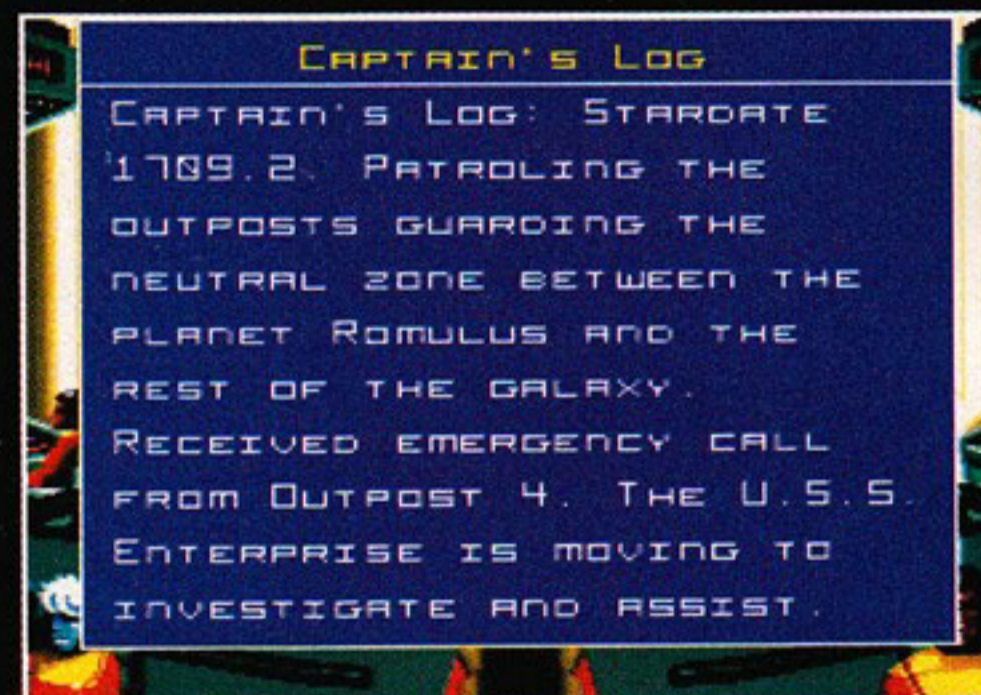 Captain's Log
Captain's Log: Stardate
1709.2. Patroling the
outposts guarding the
neutral zone between the
planet Romulus and the
rest of the galaxy.
Received emergency call
from Outpost 4. The U.S.S.
Enterprise is moving to
investigate and assist.